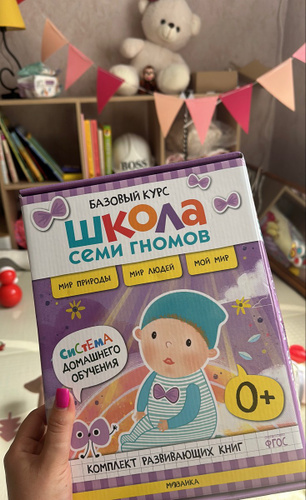 BOSS
БАЗОВЫЙ КУРС
ШКОЛА
СЕМИ ГНОМОВ
МИР ПРИРОДЫ МИР ЛЮДЕЙ МОЙ МИР
СИСТЕМА
ДОМАШНЕГО
ОБУЧЕНИЯ
0+
ФГОС
КОМПЛЕКТ РАЗВИВАЮЩИХ КНИГ
МОЗАИКА